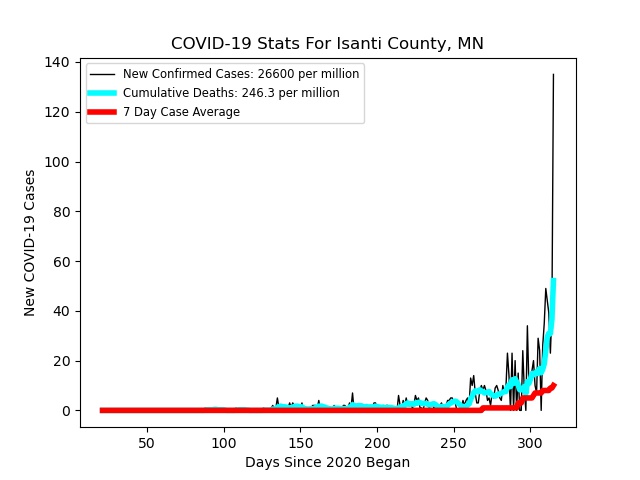 COVID-19 Stats For Isanti County, MN
New Confirmed Cases: 26600 per million
Cumulative Deaths: 246.3 per million
7 Day Case Average
New COVID-19 Cases
140
120
100
80
60
40
20
0
50 100 150 200 250 300
Days Since 2020 Began